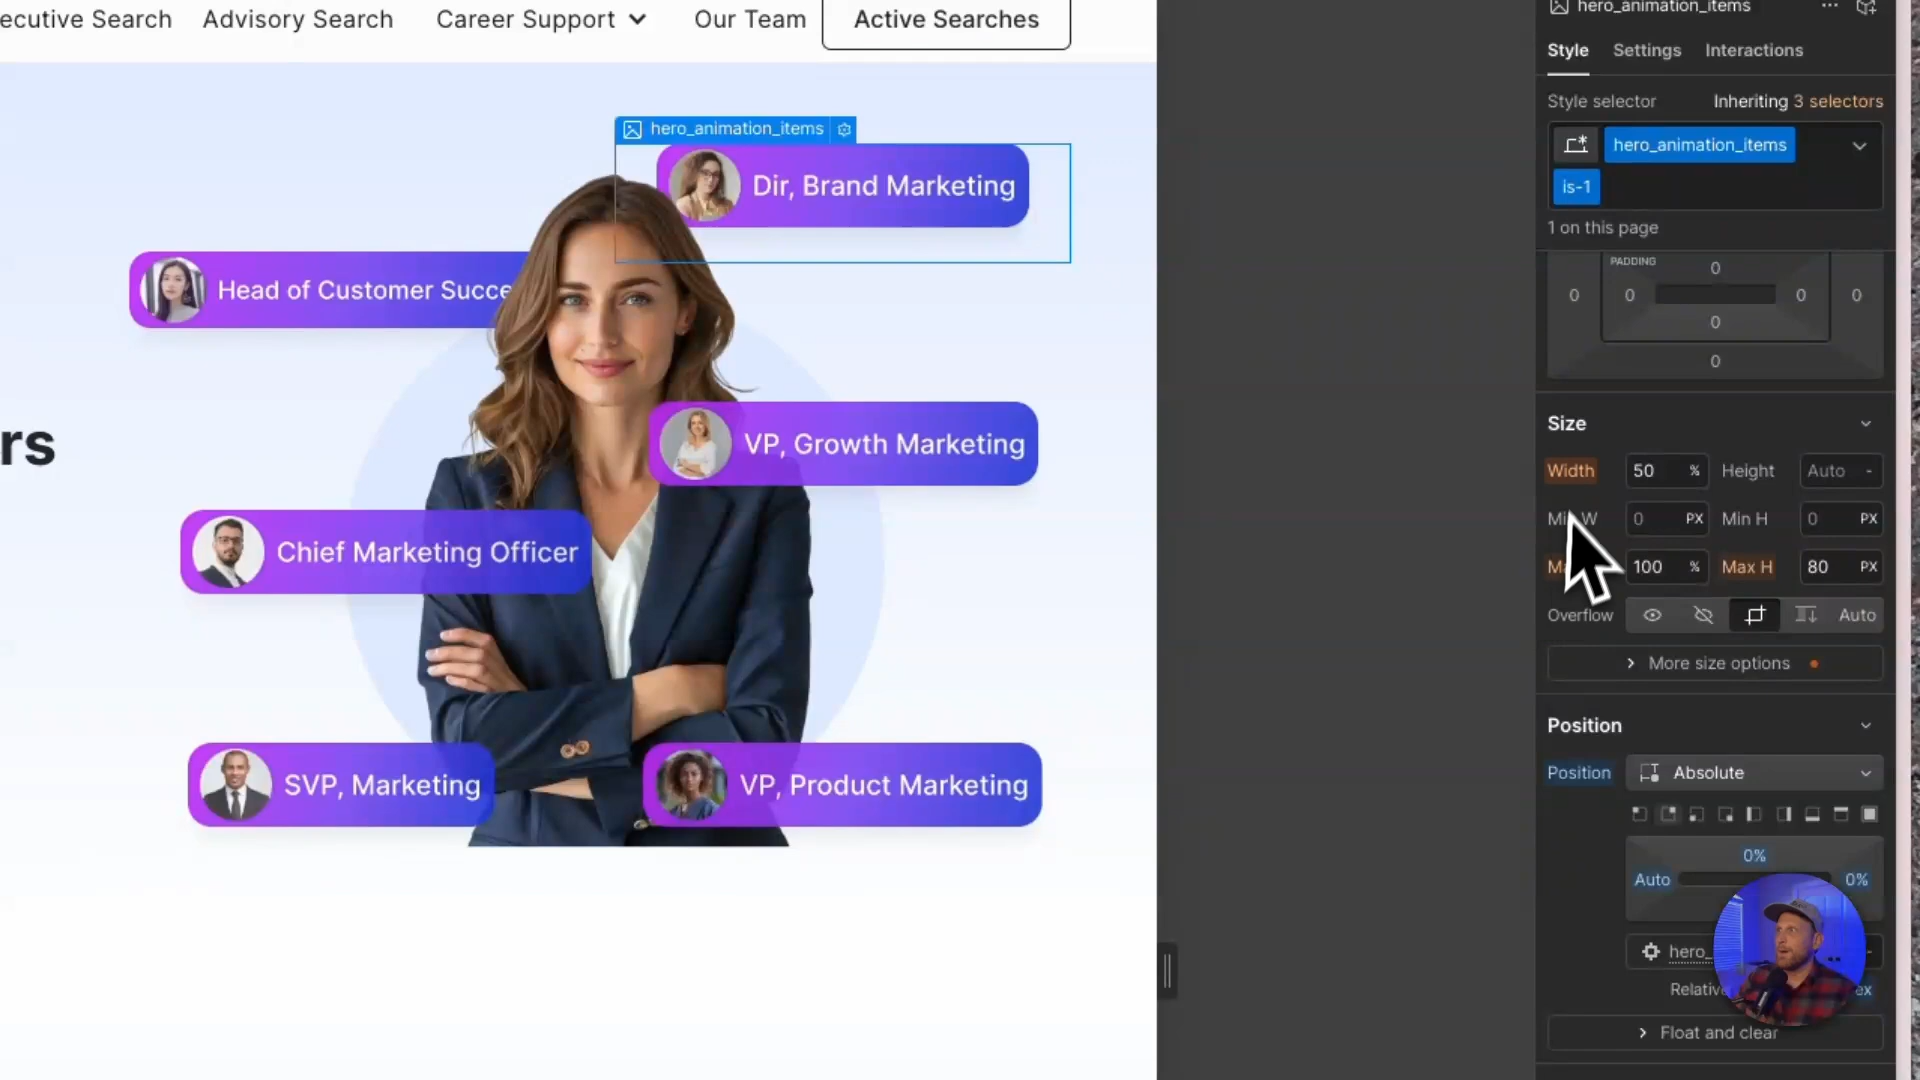 ecutive Search Advisory Search Career Support Our Team Active Searches
hero_animation_items
Dir, Brand Marketing
Head of Customer Succe
rs
VP, Growth Marketing
Chief Marketing Officer
SVP, Marketing
VP, Product Marketing
hero_animation_items
Style Settings Interactions
Style selector Inheriting 3 selectors
hero_animation_items
is-1
1 on this page
PADDING
0
0 0 0 0
0
0
Size
Width 50 % Height Auto -
Min W 0 PX Min H 0 PX
Ma 100 % Max H 80 PX
Overflow Auto
More size options
Position
Position Absolute
0%
Auto 0%
hero_
Relative ex
Float and clear